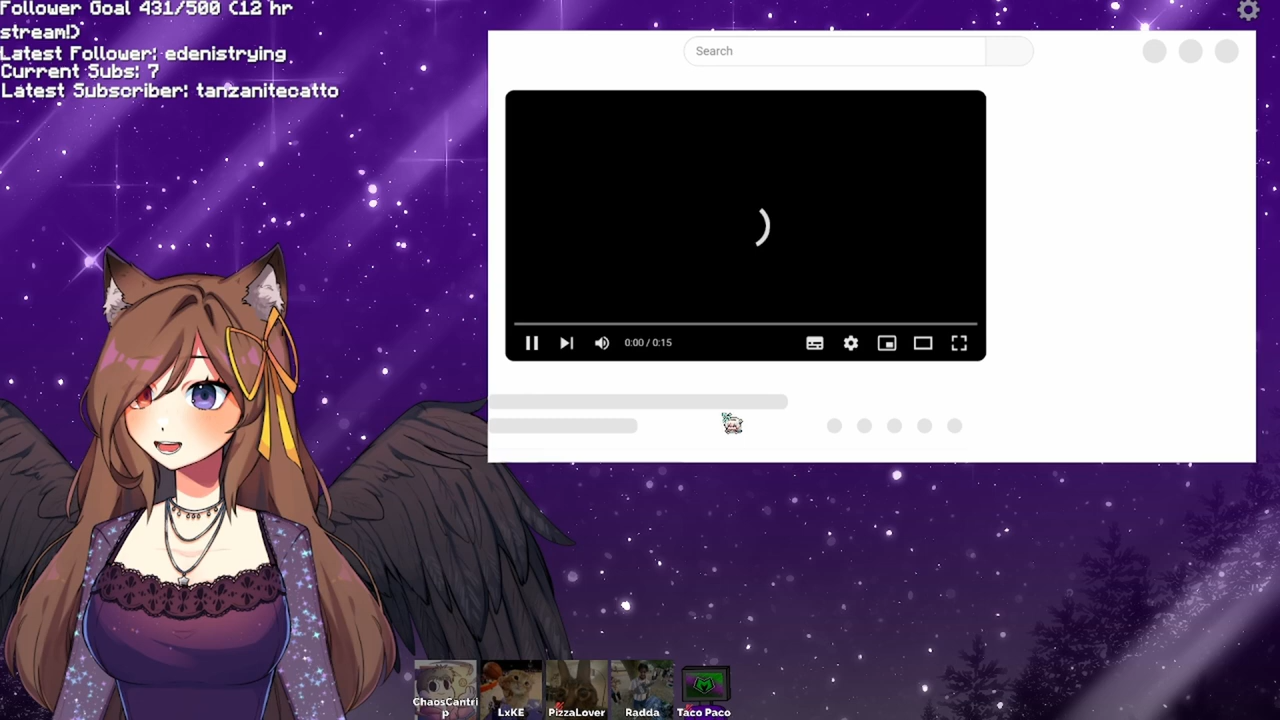 Follower Goal 431/500 (12 hr
stream!)
Latest Follower: edenistrying
Current Subs: 7
Latest Subscriber: tanzanitecatto
Search
0:00 / 0:15
ChaosCantri
p
LxKE
PizzaLover
Radda
Taco Paco